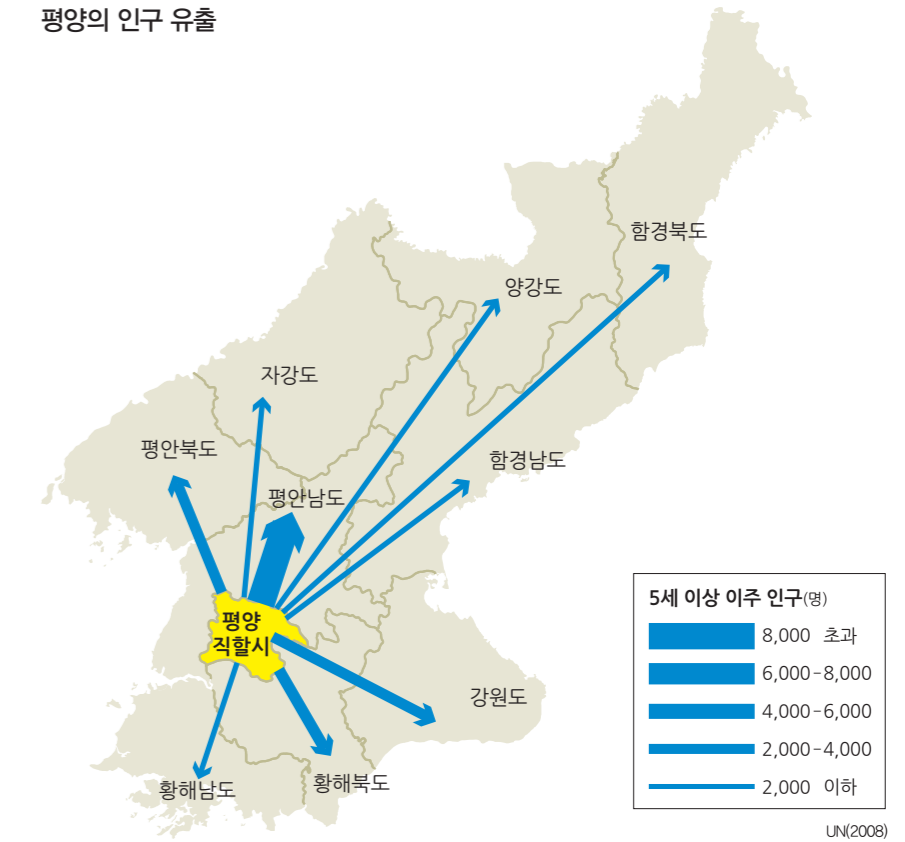 평양의 인구 유출
함경북도
양강도
자강도
평안북도
함경남도
평안남도
평양
직할시
강원도
황해북도
황해남도
5세 이상 이주 인구(명)
8,000 초과
6,000-8,000
4,000-6,000
2,000-4,000
2,000 이하
UN(2008)